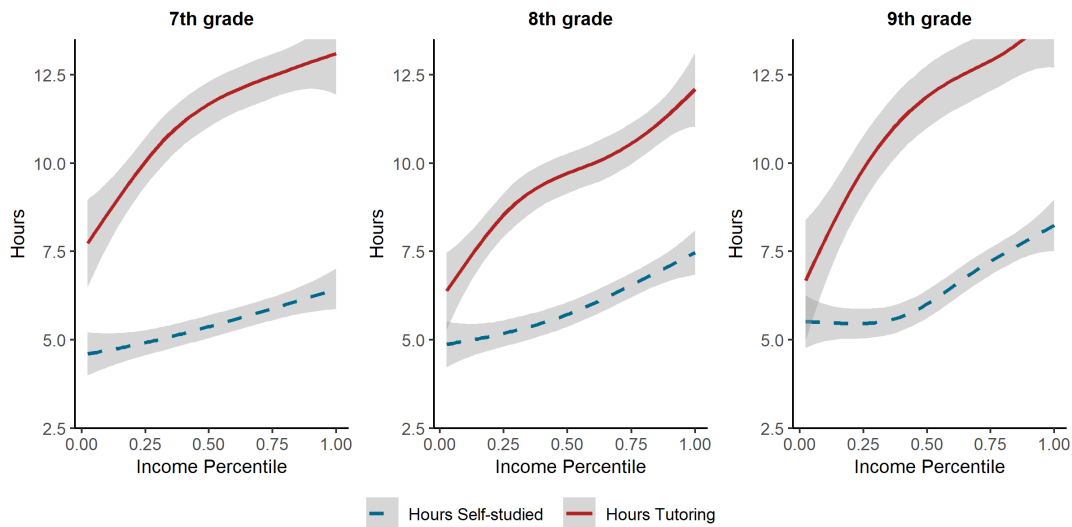 7th grade
8th grade
9th grade
Hours
12.5
10.0
7.5
5.0
2.5
0.00 0.25 0.50 0.75 1.00
Income Percentile
Hours
12.5
10.0
7.5
5.0
2.5
0.00 0.25 0.50 0.75 1.00
Income Percentile
Hours
12.5
10.0
7.5
5.0
2.5
0.00 0.25 0.50 0.75 1.00
Income Percentile
Hours Self-studied
Hours Tutoring